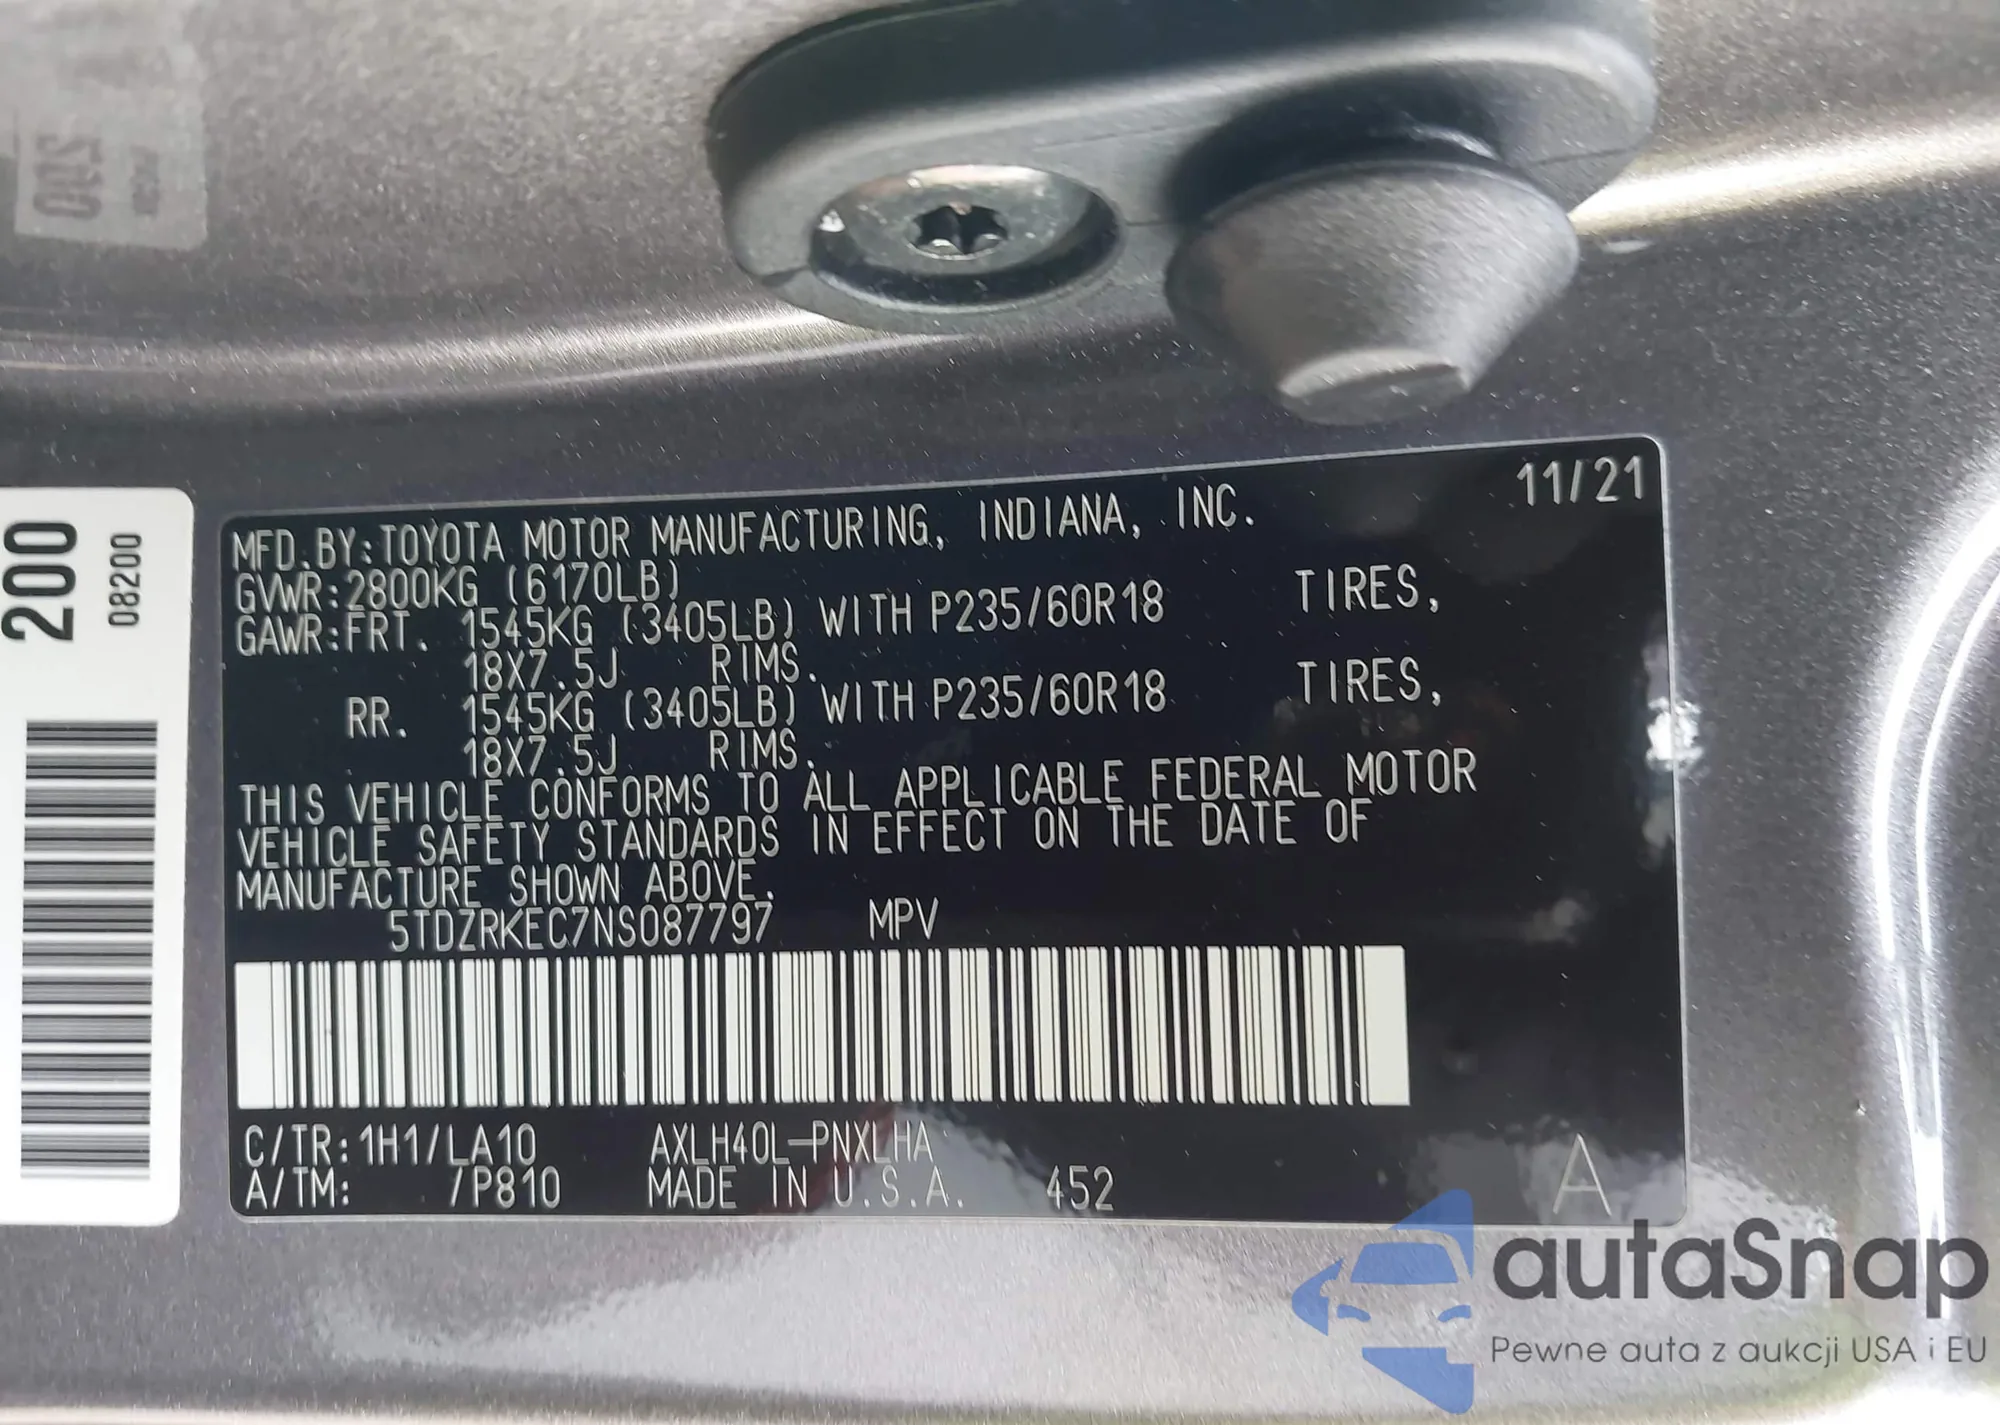 200
08200
11/21
MFD.BY:TOYOTA MOTOR MANUFACTURING, INDIANA, INC.
GVWR:2800KG (6170LB)
GAWR:FRT. 1545KG (3405LB) WITH P235/60R18 TIRES,
18X7.5J RIMS.
RR. 1545KG (3405LB) WITH P235/60R18 TIRES,
18X7.5J RIMS.
THIS VEHICLE CONFORMS TO ALL APPLICABLE FEDERAL MOTOR
VEHICLE SAFETY STANDARDS IN EFFECT ON THE DATE OF
MANUFACTURE SHOWN ABOVE.
5TDZRKEC7NS087797 MPV
C/TR:1H1/LA10 AXLH40L-PNXLHA
A/TM: /P810 MADE IN U.S.A. 452
A
autaSnap
Pewne auta z aukcji USA i EU